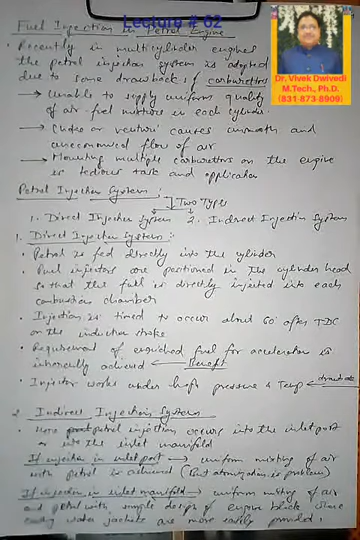 Lecture # 62
Fuel Injection in Petrol Engine
Dr. Vivek Dwivedi
M.Tech., Ph.D.
(831-873-8909)
• Recently in multicylinder engines
the petrol injection system is adopted
due to some drawbacks of carburettors
→ Unable to supply uniform quality
of air-fuel mixture in each cylinder
→ venturi causes unsmooth and
uneconomical flow of air
→ Mounting multiple carburettors on the engine
is tedious task and application
Petrol Injection System:
Two Types
1. Direct Injection System 2. Indirect Injection System
1. Direct Injection System:
• Petrol is fed directly into the cylinder
• Fuel injectors are positioned in the cylinder head
so that the fuel is directly injected into each
combustion chamber
• Injection is timed to occur about 60° after TDC
on the induction stroke
• Requirement of enriched fuel for acceleration is
inherently achieved ← Benefit
• Injector works under high pressure & Temp ←
2. Indirect Injection System
• Here petrol injection occurs into the inlet port
or into the inlet manifold
If injection in inlet port → uniform mixing of air
with petrol is achieved (But atomization is problem)
If injection in inlet manifold → uniform mixing of air
and petrol with simple design of engine block where
water jackets are more easily provided.